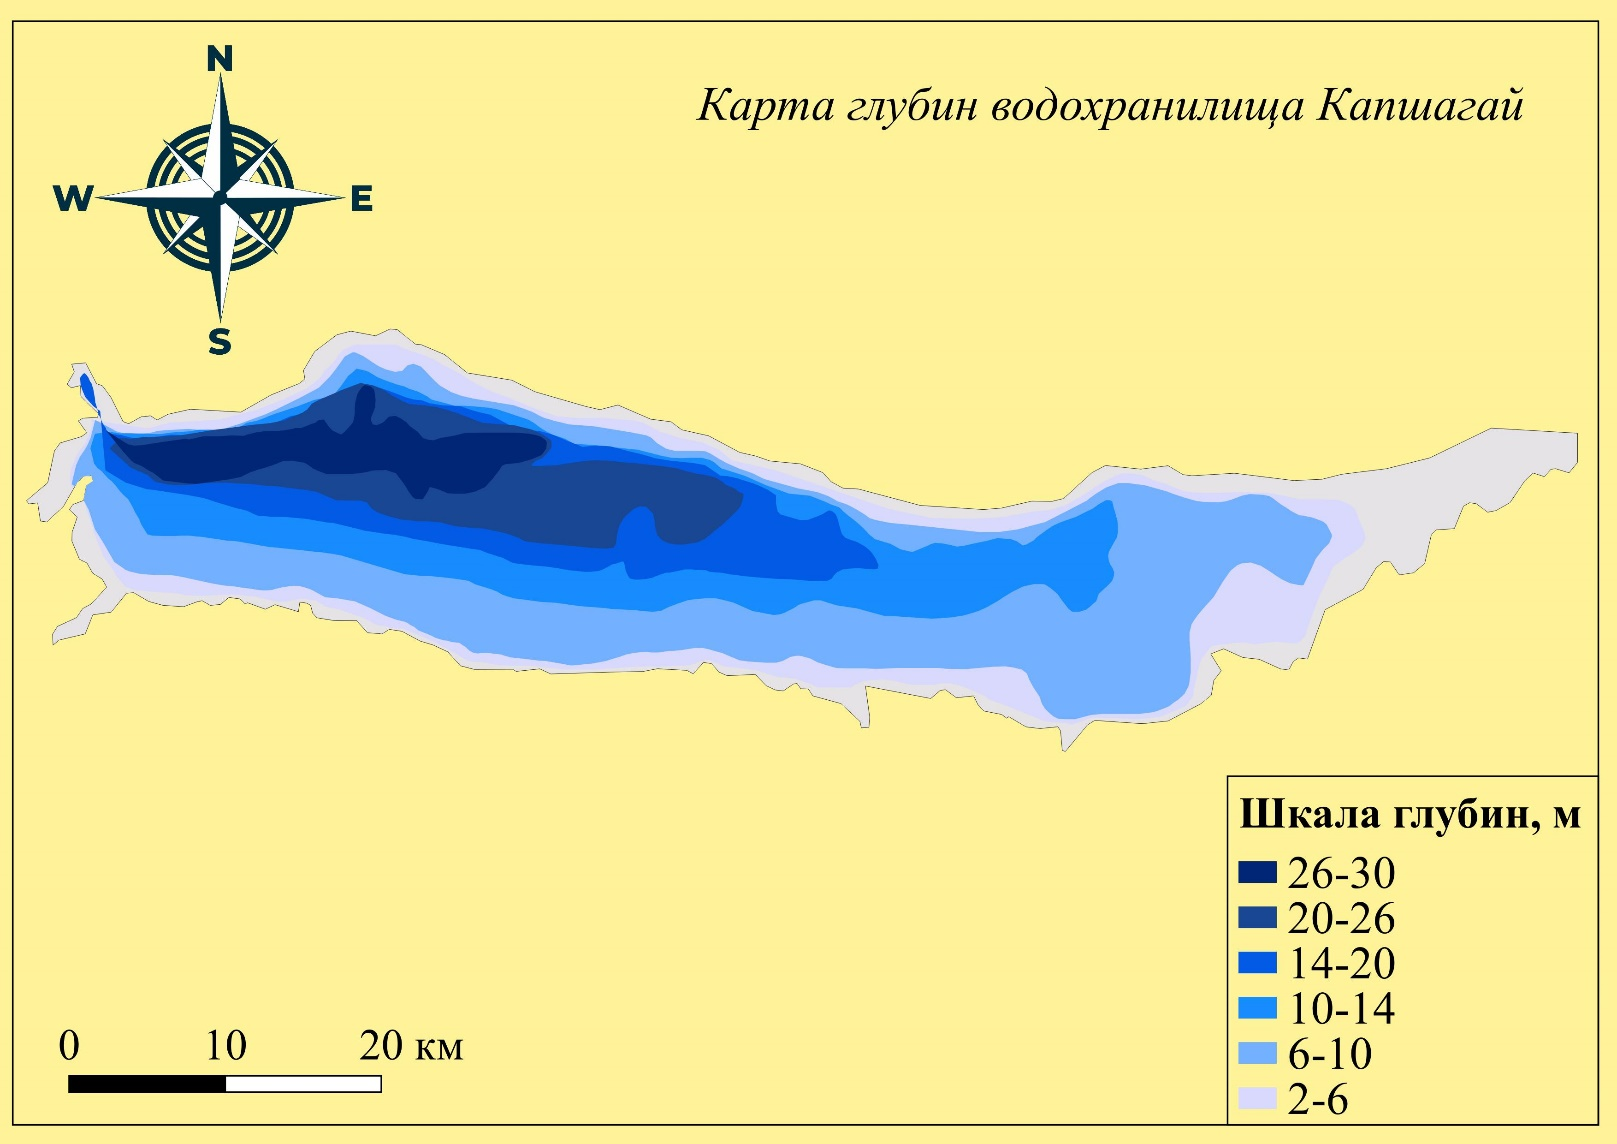 N
Карта глубин водохранилища Капшагай
W E
S
Шкала глубин, м
26-30
20-26
14-20
10-14
6-10
2-6
0 10 20 км